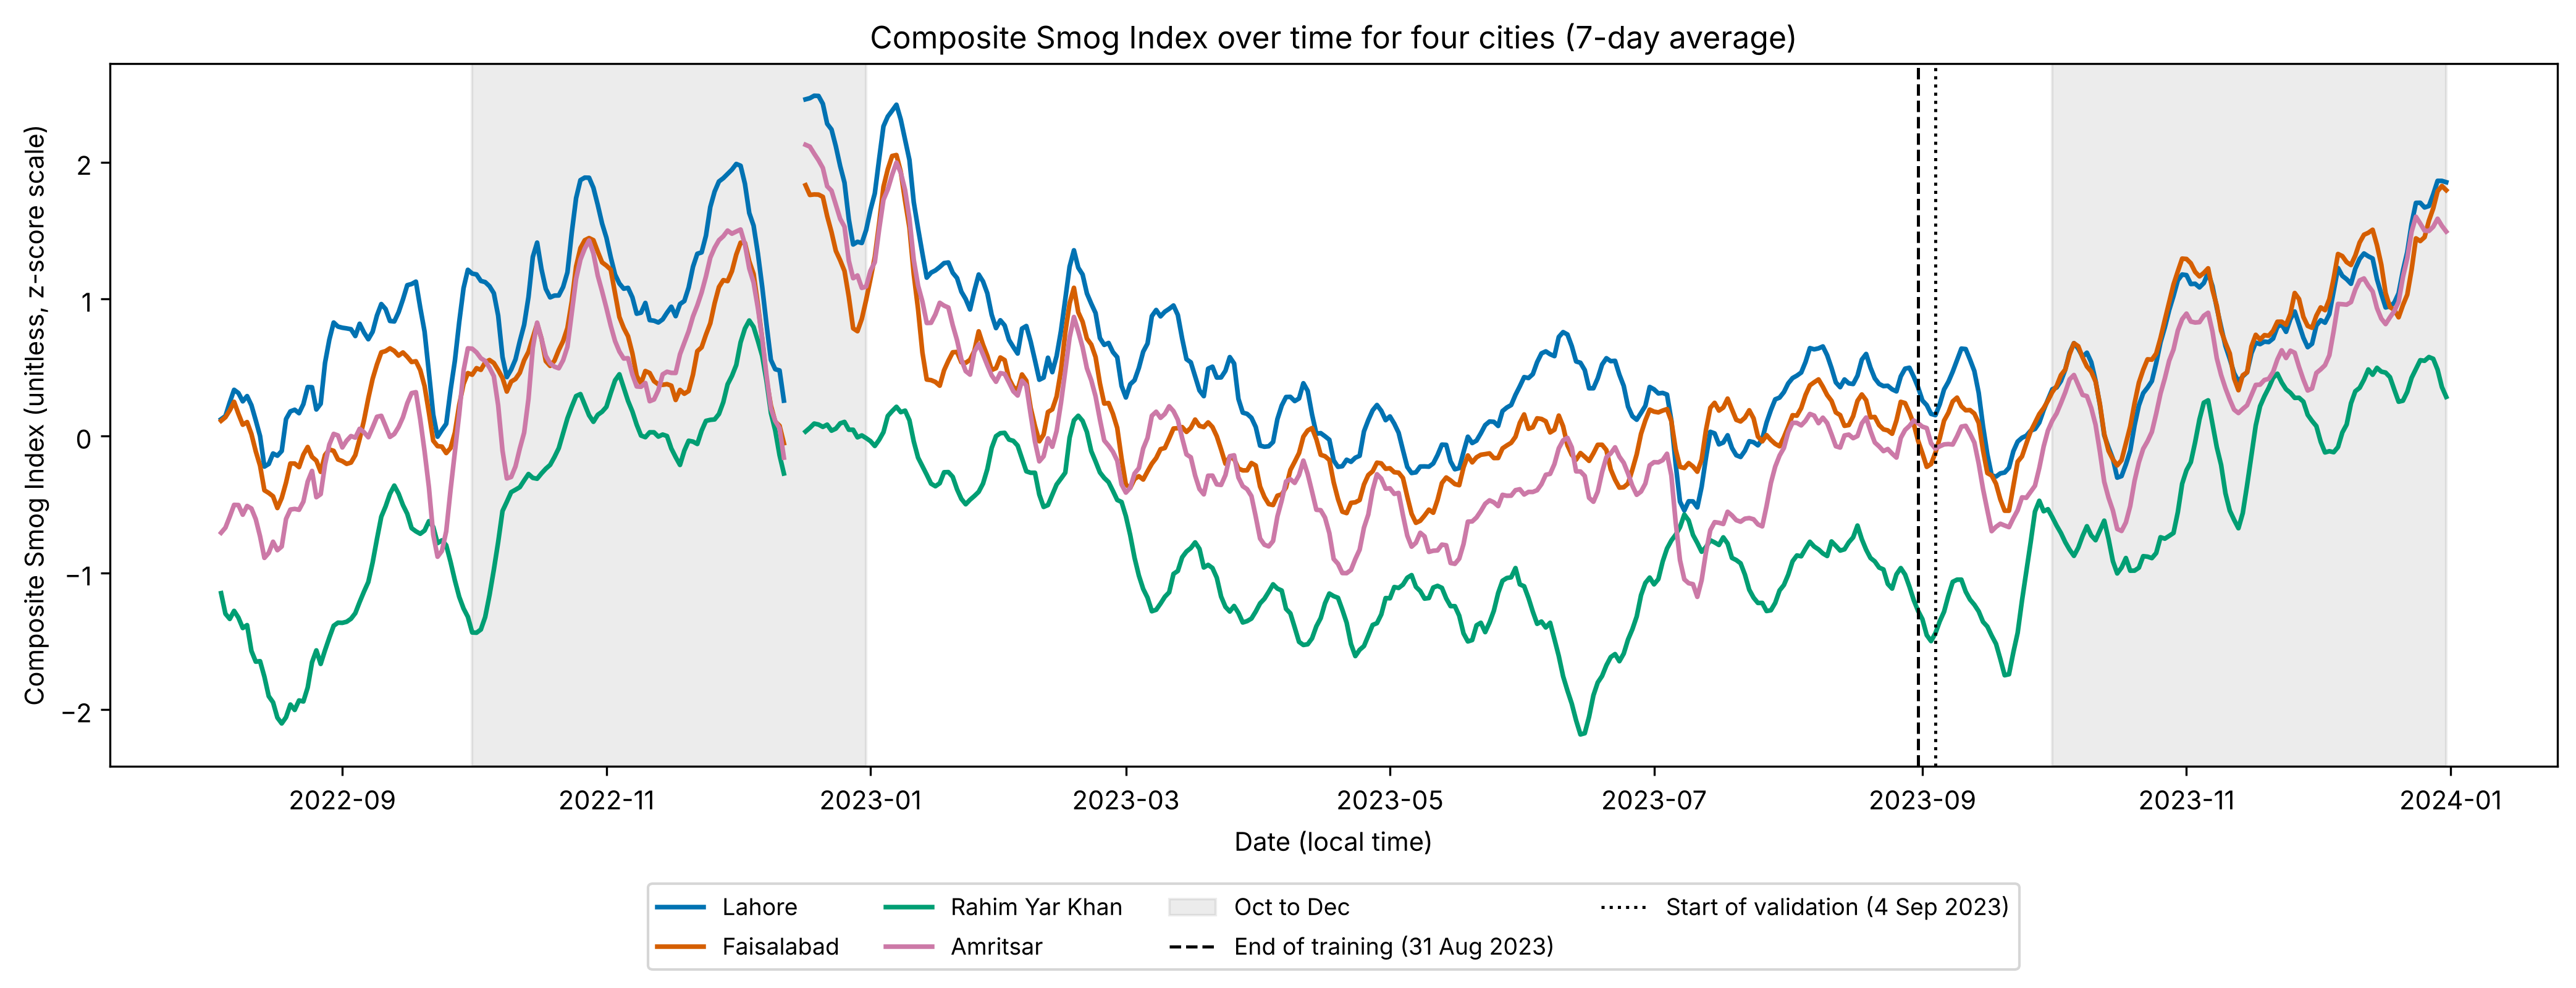 Composite Smog Index over time for four cities (7-day average)
Composite Smog Index (unitless, z-score scale)
2
1
0
−1
−2
2022-09
2022-11
2023-01
2023-03
2023-05
2023-07
2023-09
2023-11
2024-01
Date (local time)
Lahore
Faisalabad
Rahim Yar Khan
Amritsar
Oct to Dec
End of training (31 Aug 2023)
Start of validation (4 Sep 2023)